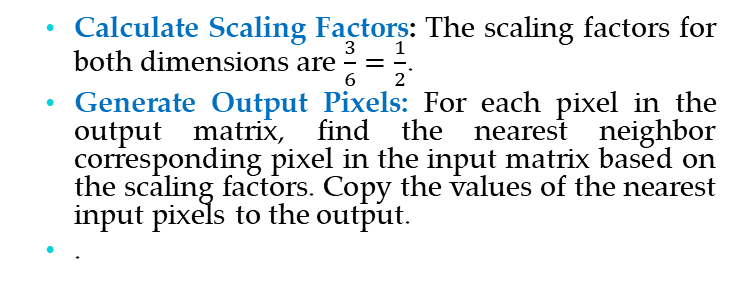 • Calculate Scaling Factors: The scaling factors for
both dimensions are 3/6 = 1/2.
• Generate Output Pixels: For each pixel in the
output matrix, find the nearest neighbor
corresponding pixel in the input matrix based on
the scaling factors. Copy the values of the nearest
input pixels to the output.
• .